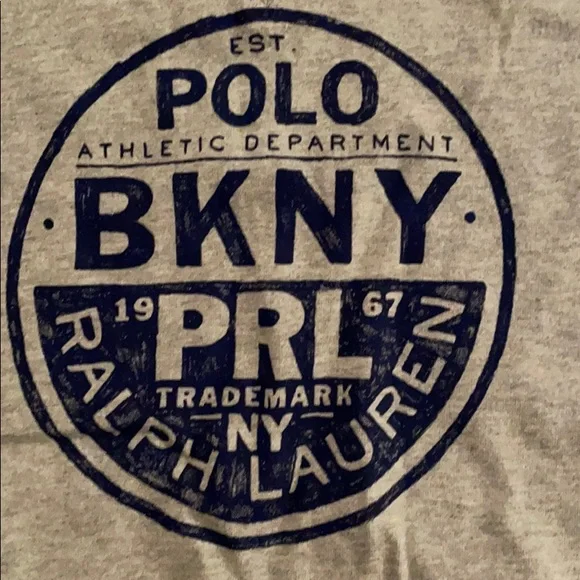 EST.
POLO
ATHLETIC DEPARTMENT
BKNY
19 PRL 67
TRADEMARK
NY
RALPH LAUREN